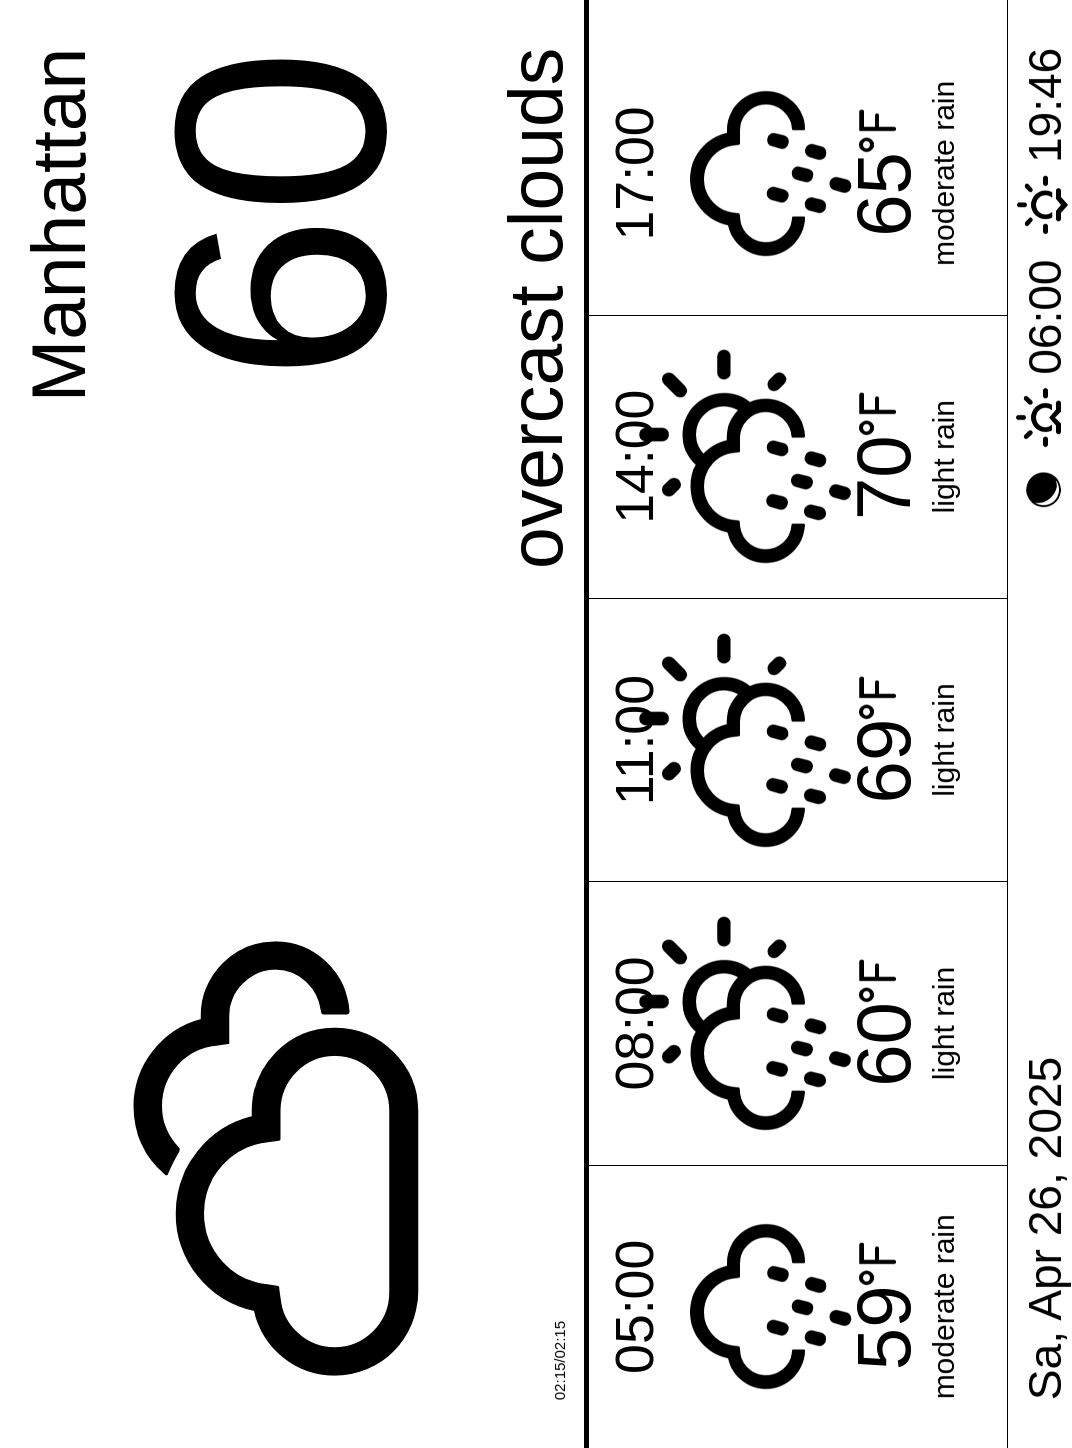 Manhattan
60
overcast clouds
02:15/02:15
05:00 08:00 11:00 14:00 17:00
59°F 60°F 69°F 70°F 65°F
moderate rain light rain light rain light rain moderate rain
Sa, Apr 26, 2025 06:00 19:46